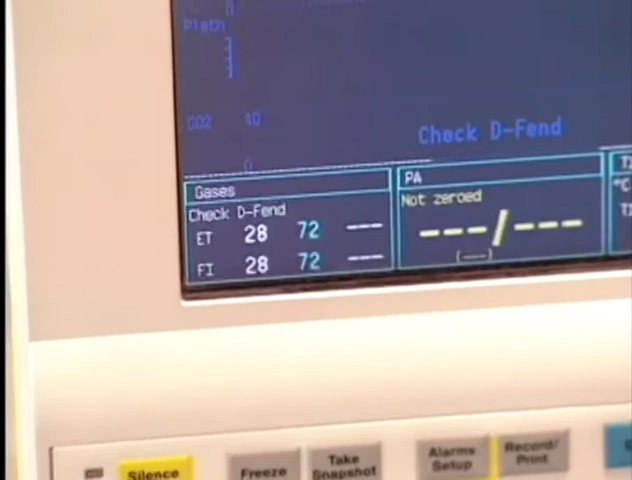 Pleth
CO2 40
0
Check D-Fend
Gases
Check D-Fend
ET 28 72 ---
FI 28 72 ---
PA
Not zeroed
---/---
(---)
°C
Silence
Freeze
Take
Snapshot
Alarms
Setup
Record/
Print